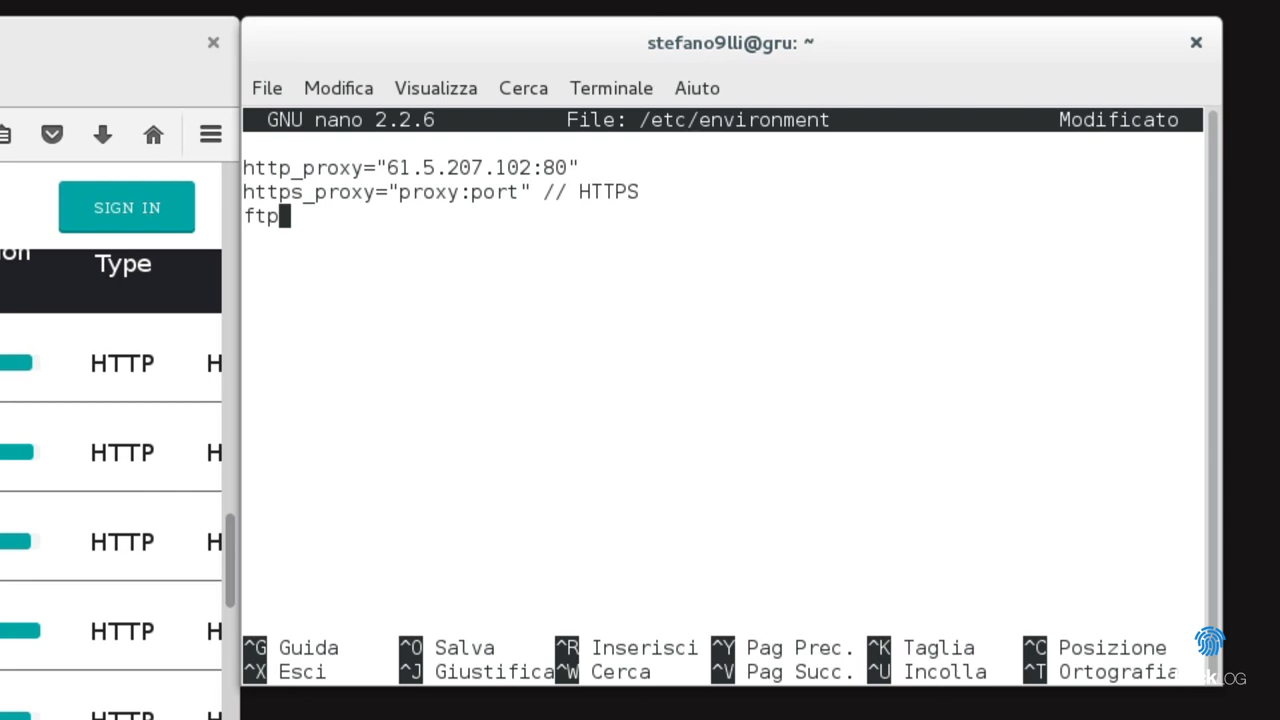 stefano9lli@gru: ~
File Modifica Visualizza Cerca Terminale Aiuto
GNU nano 2.2.6 File: /etc/environment Modificato
http_proxy="61.5.207.102:80"
https_proxy="proxy:port" // HTTPS
ftp
SIGN IN
on
Type
HTTP H
HTTP H
HTTP H
HTTP H
HTTP
^G Guida ^O Salva ^R Inserisci ^Y Pag Prec. ^K Taglia ^C Posizione
^X Esci ^J Giustifica ^W Cerca ^V Pag Succ. ^U Incolla ^T Ortografia